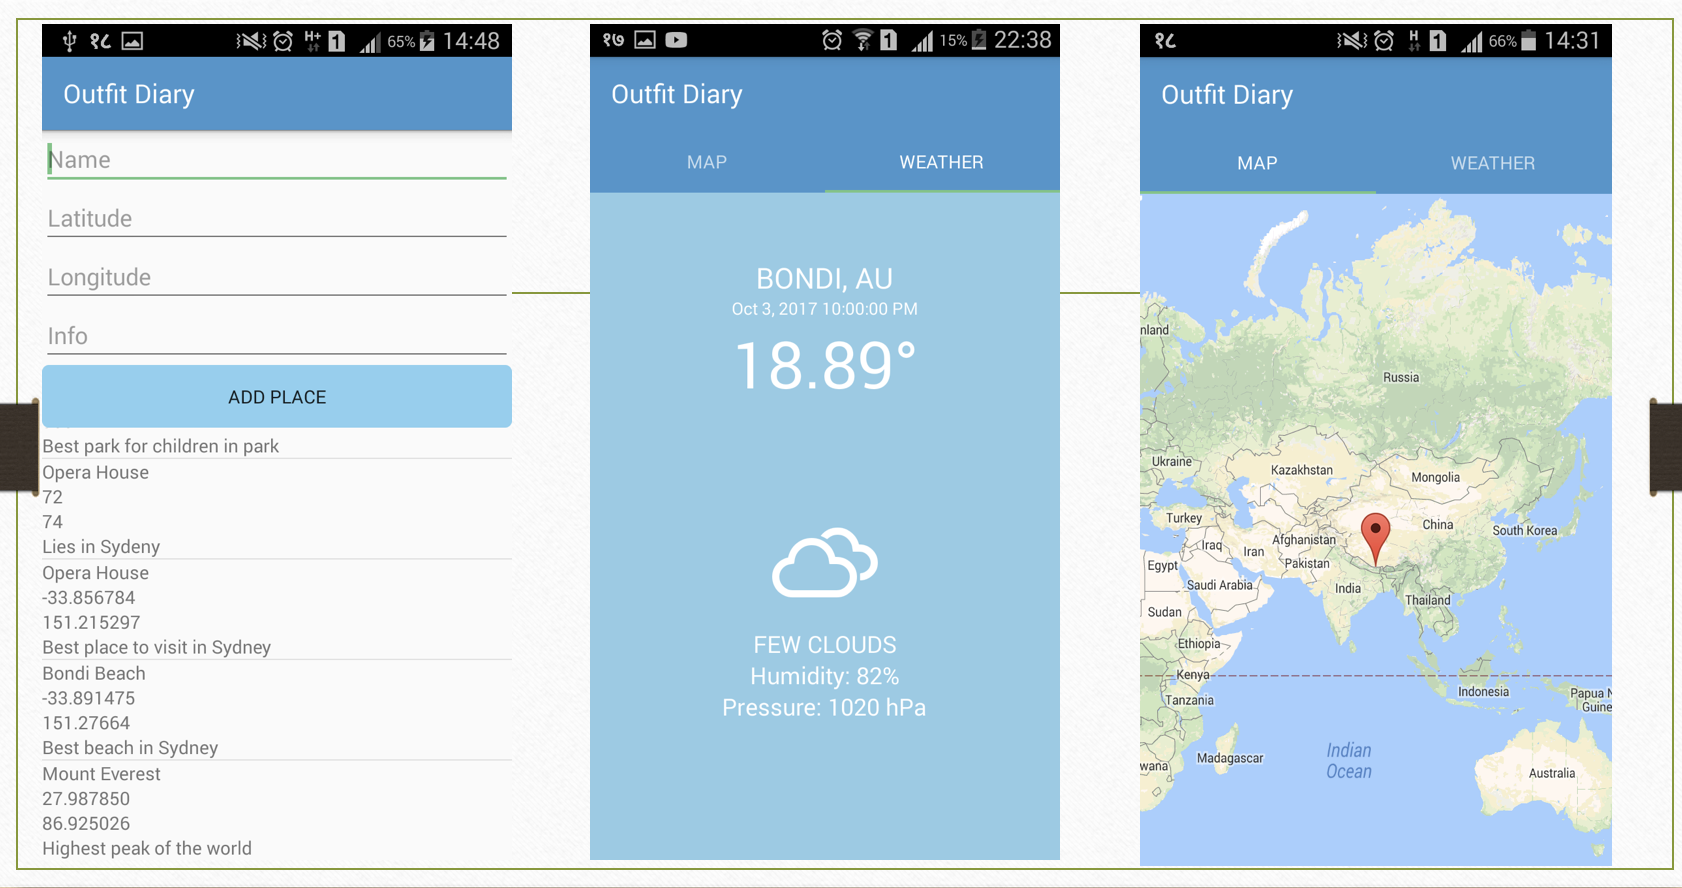 १८ H+ 1 65% 14:48
Outfit Diary
Name
Latitude
Longitude
Info
ADD PLACE
Best park for children in park
Opera House
72
74
Lies in Sydeny
Opera House
-33.856784
151.215297
Best place to visit in Sydney
Bondi Beach
-33.891475
151.27664
Best beach in Sydney
Mount Everest
27.987850
86.925026
Highest peak of the world
१७ 1 15% 22:38
Outfit Diary
MAP WEATHER
BONDI, AU
Oct 3, 2017 10:00:00 PM
18.89°
FEW CLOUDS
Humidity: 82%
Pressure: 1020 hPa
१८ H 1 66% 14:31
Outfit Diary
MAP WEATHER
nland
Russia
Ukraine
Kazakhstan
Mongolia
Turkey
China
South Korea
Iraq
Iran
Afghanistan
Pakistan
Egypt
Saudi Arabia
India
Thailand
Sudan
Ethiopia
Kenya
Indonesia
Papua N
Guine
Tanzania
Indian
Ocean
wana
Madagascar
Australia